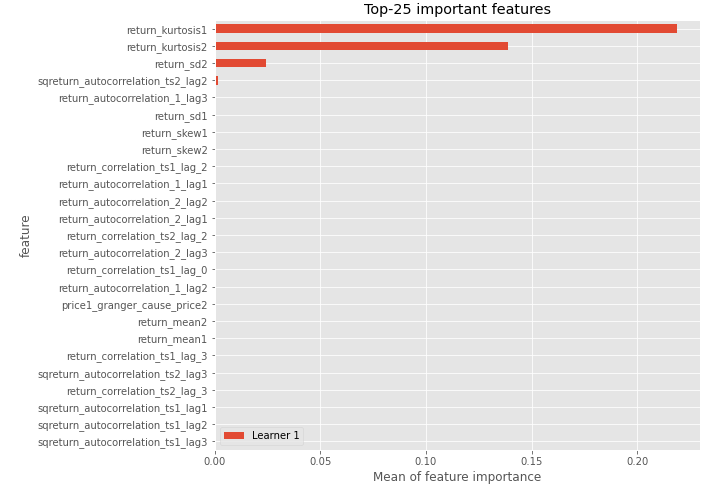 Top-25 important features
return_kurtosis1
return_kurtosis2
return_sd2
sqreturn_autocorrelation_ts2_lag2
return_autocorrelation_1_lag3
return_sd1
return_skew1
return_skew2
return_correlation_ts1_lag_2
return_autocorrelation_1_lag1
return_autocorrelation_2_lag2
return_autocorrelation_2_lag1
return_correlation_ts2_lag_2
return_autocorrelation_2_lag3
return_correlation_ts1_lag_0
return_autocorrelation_1_lag2
price1_granger_cause_price2
return_mean2
return_mean1
return_correlation_ts1_lag_3
sqreturn_autocorrelation_ts2_lag3
return_correlation_ts2_lag_3
sqreturn_autocorrelation_ts1_lag1
sqreturn_autocorrelation_ts1_lag2
sqreturn_autocorrelation_ts1_lag3
feature
Learner 1
0.00 0.05 0.10 0.15 0.20
Mean of feature importance